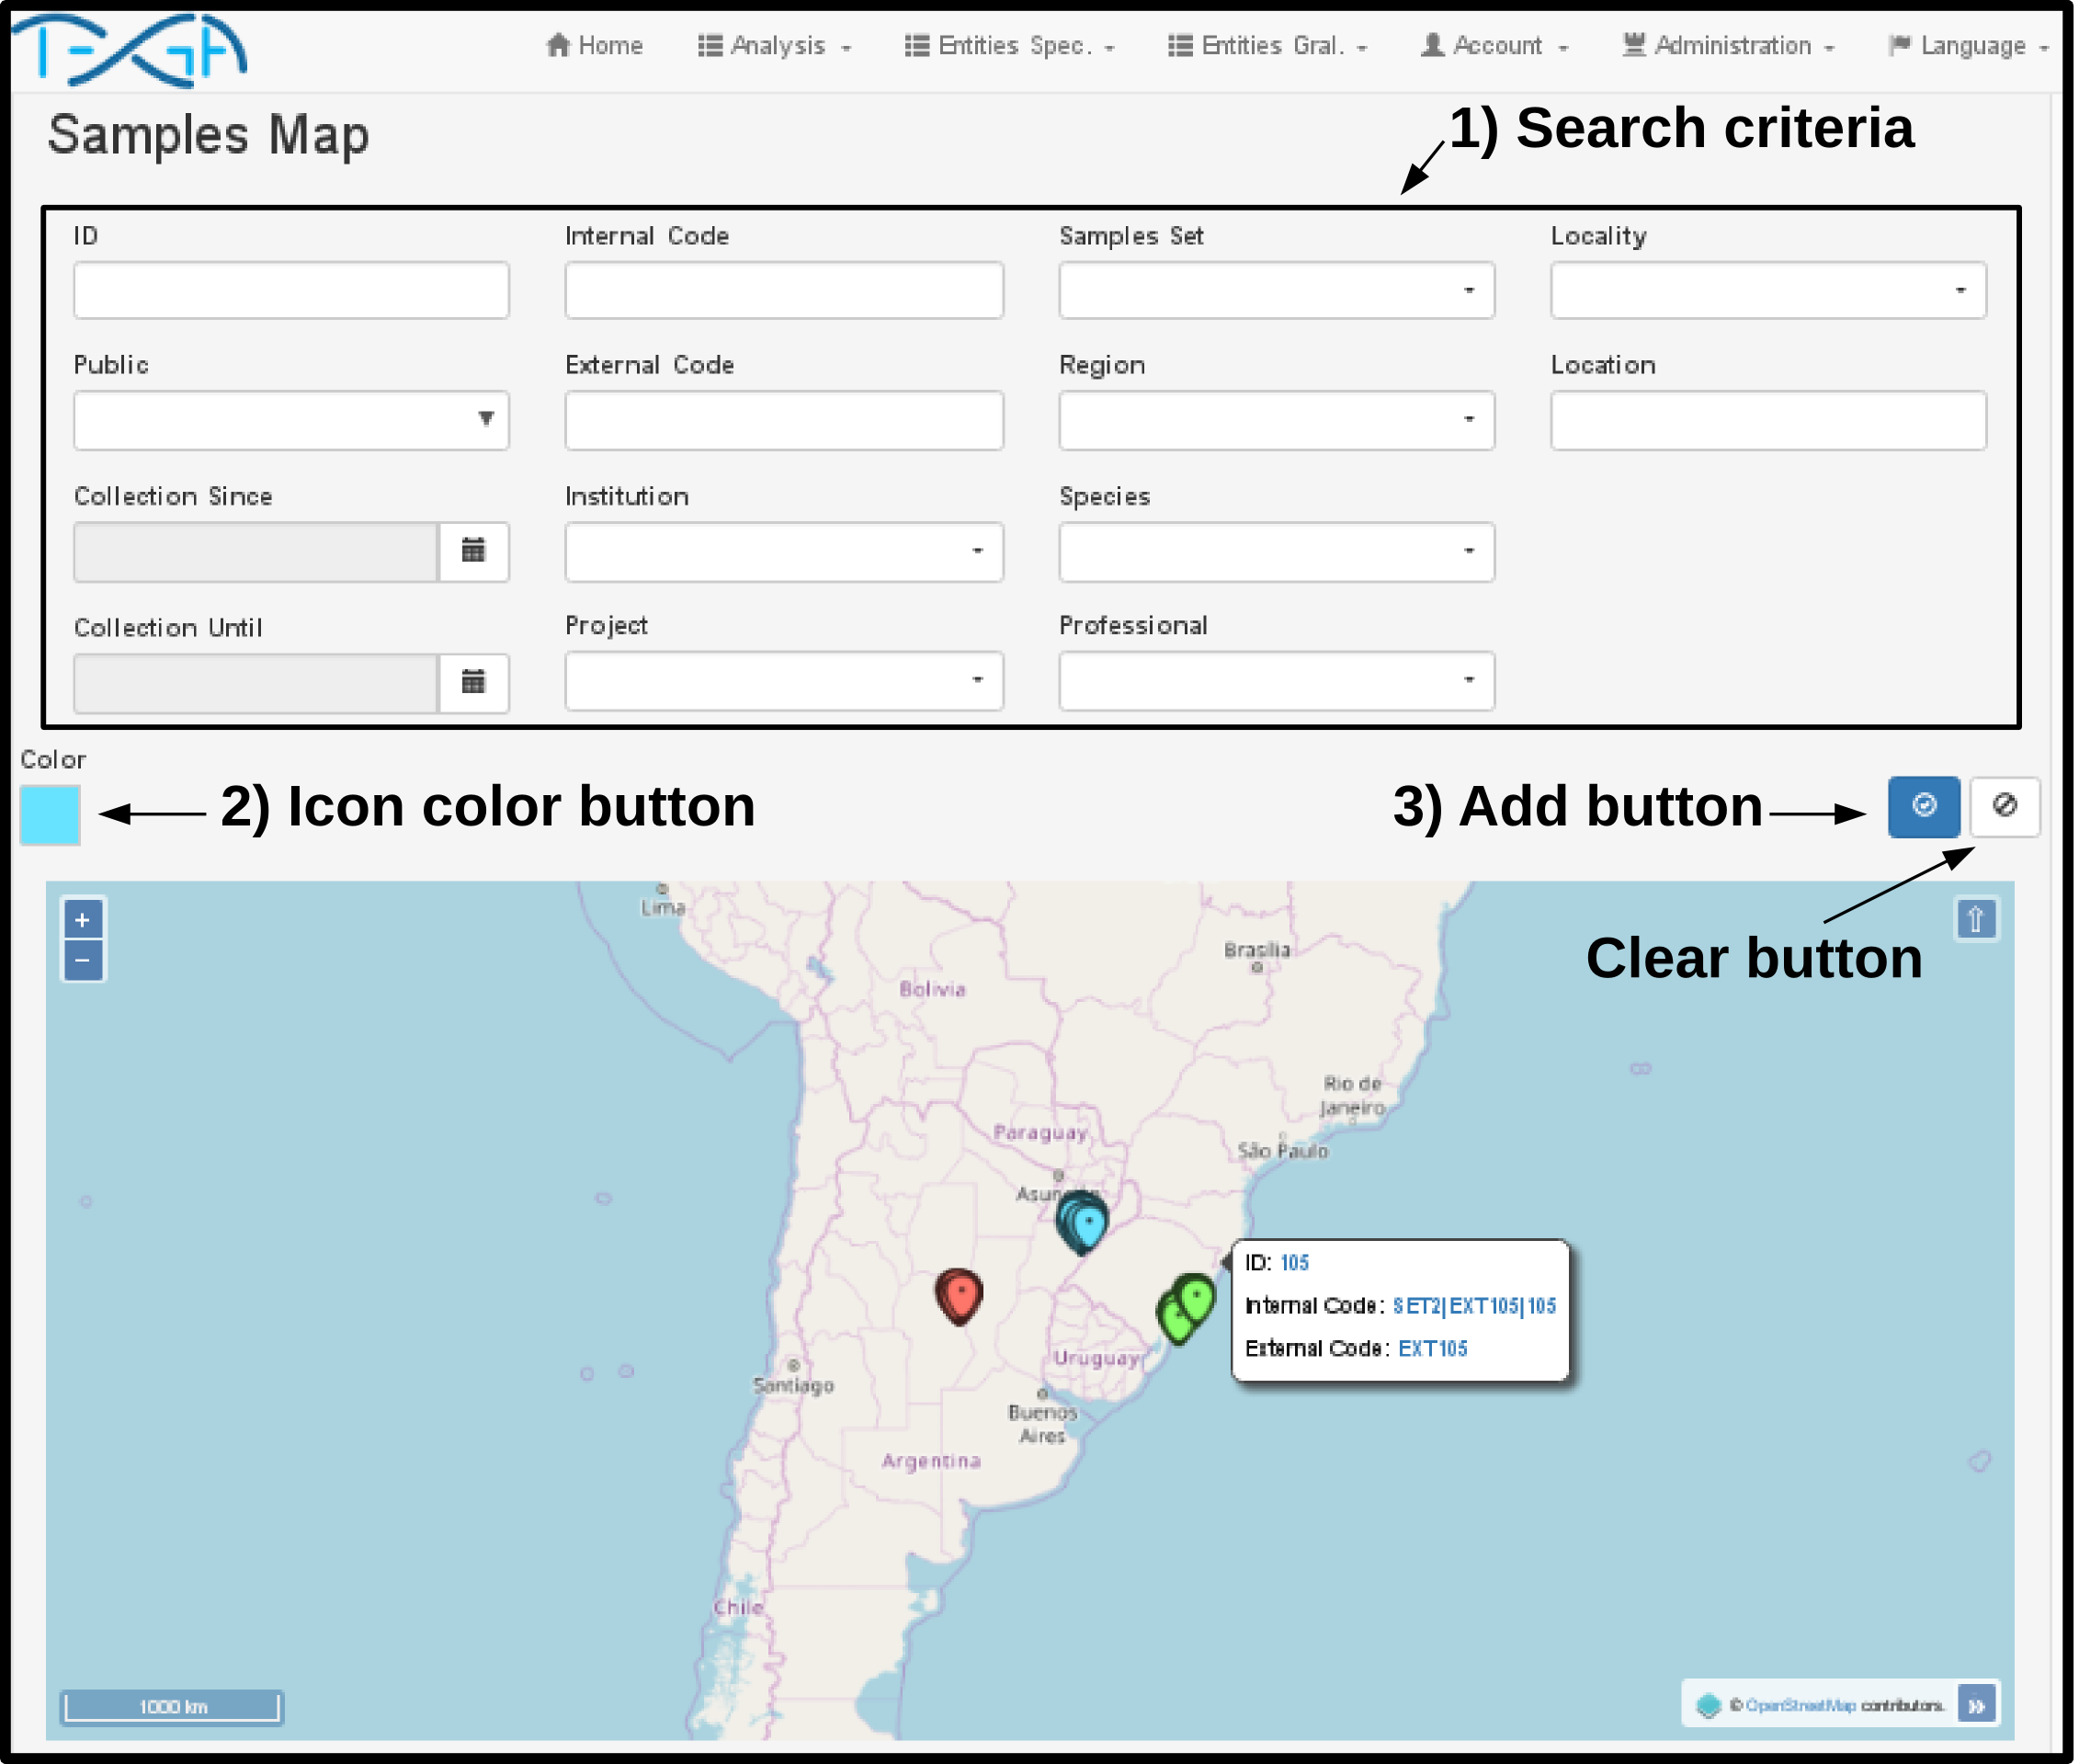 TEGA
Home Analysis Entities Spec. Entities Gral. Account Administration Language
Samples Map
1) Search criteria
ID Internal Code Samples Set Locality
Public External Code Region Location
Collection Since Institution Species
Collection Until Project Professional
Color
2) Icon color button 3) Add button
Clear button
+
−
Lima
Brasília
Bolivia
Rio de
Janeiro
Paraguay
São Paulo
ID: 105
Internal Code: SET2|EXT105|105
External Code: EXT105
Uruguay
Santiago
Buenos
Aires
Argentina
Chile
1000 km
© OpenStreetMap contributors. »